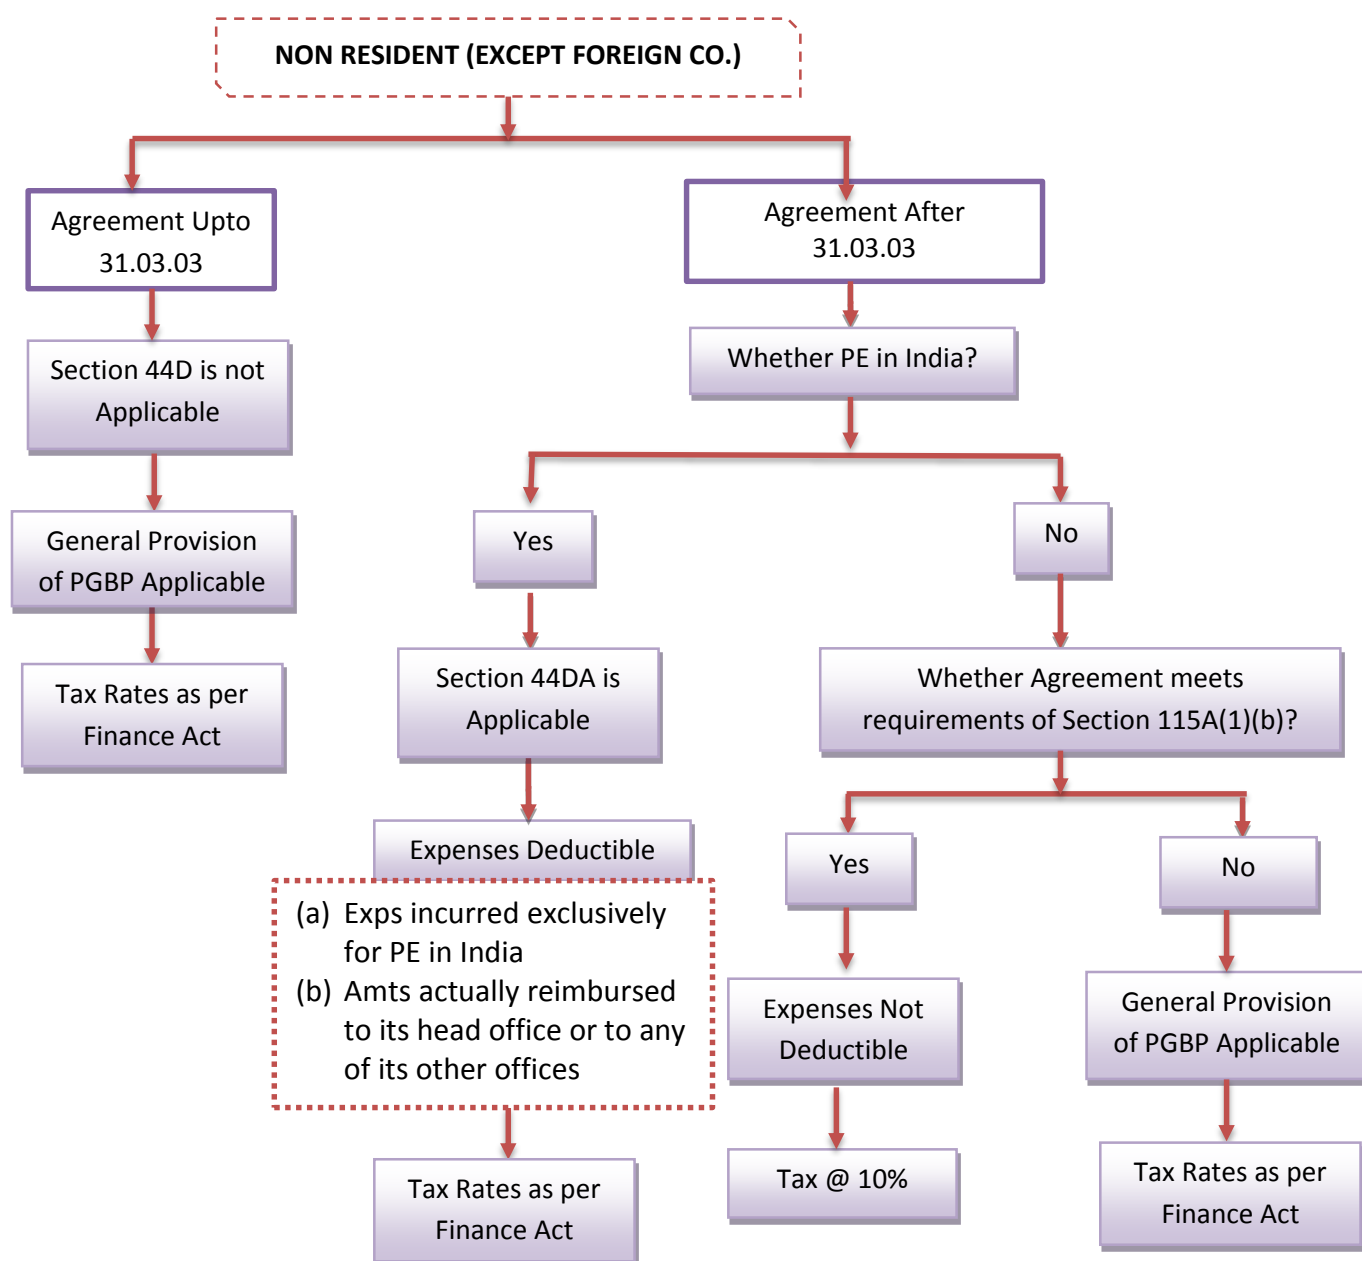 NON RESIDENT (EXCEPT FOREIGN CO.)
Agreement Upto
31.03.03
Agreement After
31.03.03
Section 44D is not
Applicable
Whether PE in India?
General Provision
of PGBP Applicable
Yes
No
Tax Rates as per
Finance Act
Section 44DA is
Applicable
Whether Agreement meets
requirements of Section 115A(1)(b)?
Expenses Deductible
(a) Exps incurred exclusively
for PE in India
(b) Amts actually reimbursed
to its head office or to any
of its other offices
Tax Rates as per
Finance Act
Yes
No
Expenses Not
Deductible
General Provision
of PGBP Applicable
Tax @ 10%
Tax Rates as per
Finance Act